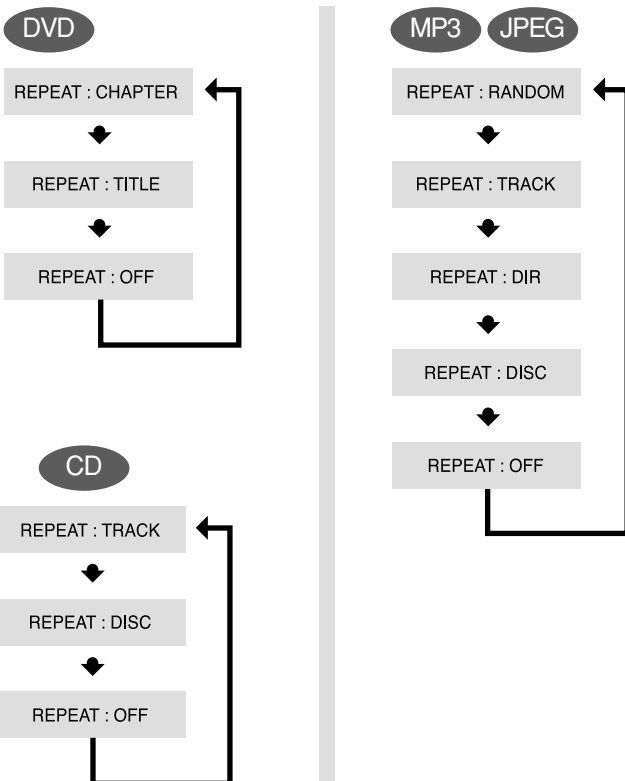 DVD
REPEAT : CHAPTER
REPEAT : TITLE
REPEAT : OFF
CD
REPEAT : TRACK
REPEAT : DISC
REPEAT : OFF
MP3 JPEG
REPEAT : RANDOM
REPEAT : TRACK
REPEAT : DIR
REPEAT : DISC
REPEAT : OFF